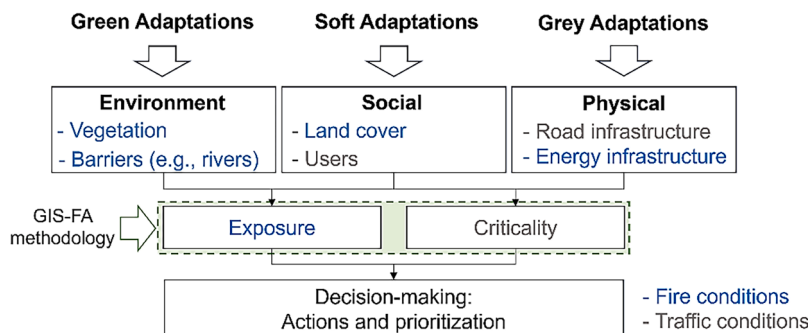 Green Adaptations
Soft Adaptations
Grey Adaptations
Environment
- Vegetation
- Barriers (e.g., rivers)
Social
- Land cover
- Users
Physical
- Road infrastructure
- Energy infrastructure
GIS-FA
methodology
Exposure
Criticality
Decision-making:
Actions and prioritization
- Fire conditions
- Traffic conditions